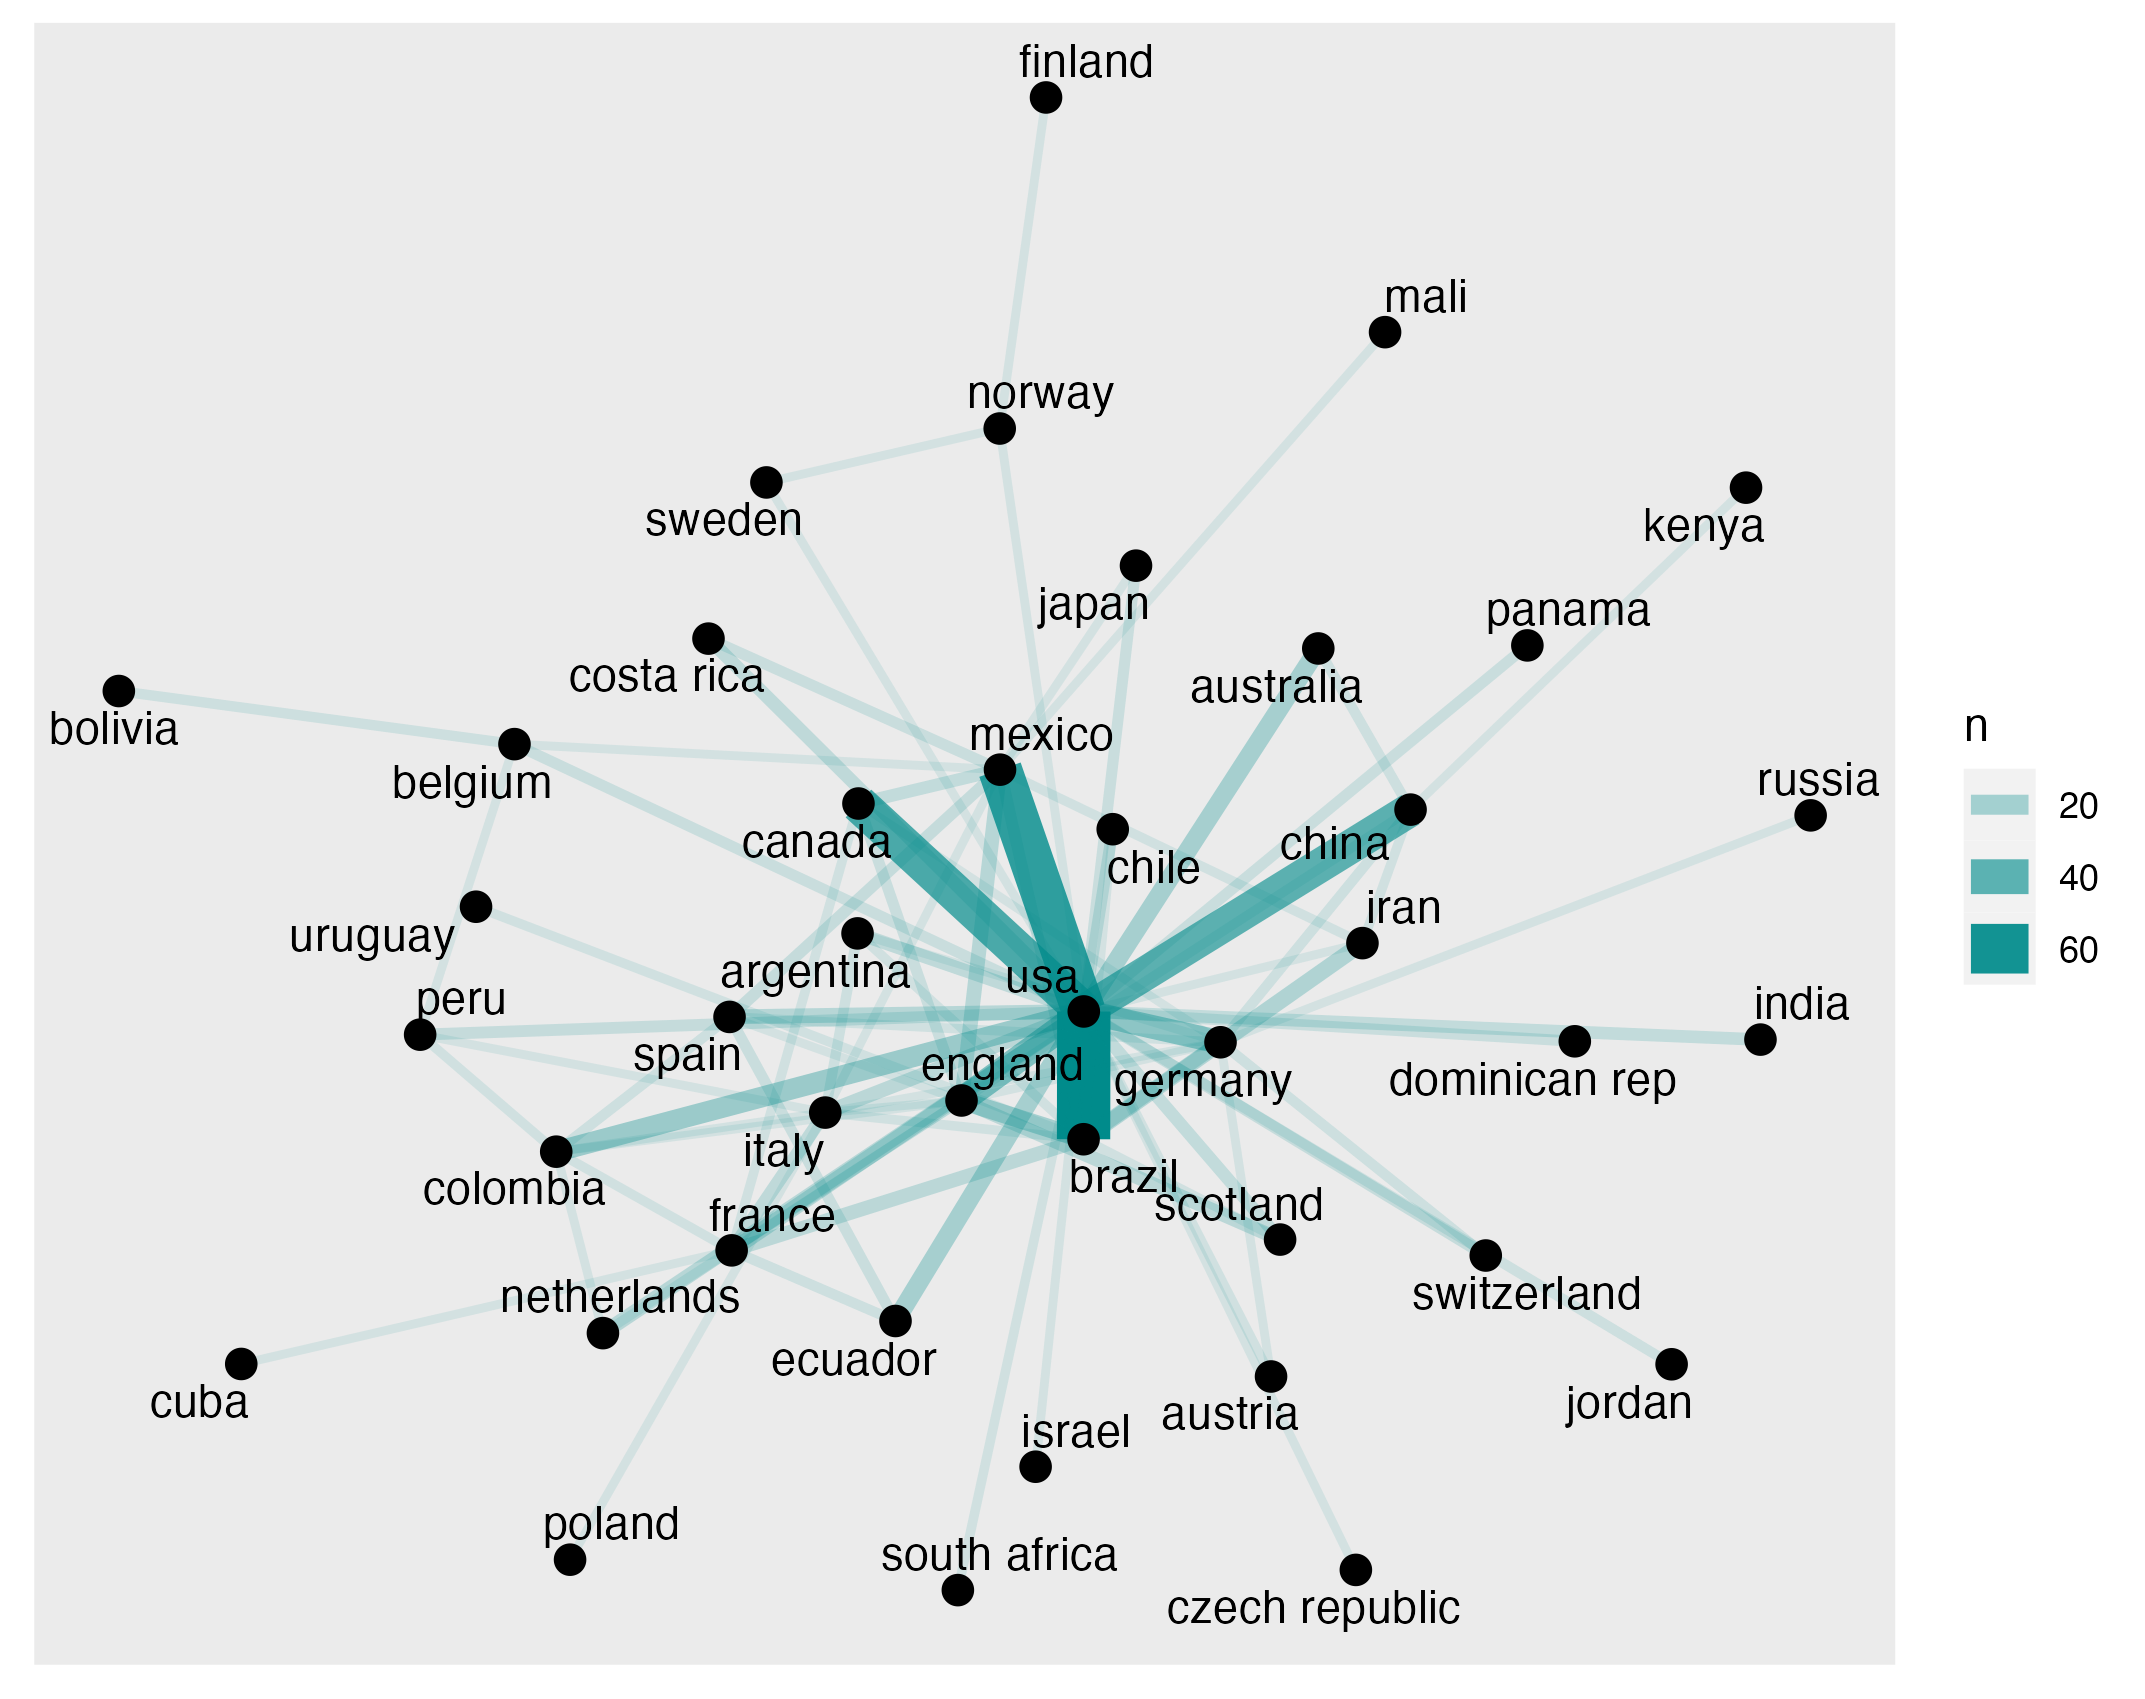 finland
mali
norway
sweden
kenya
japan
panama
costa rica
australia
bolivia
mexico
n
belgium
russia
20
canada
china
chile
40
iran
uruguay
60
argentina
usa
peru
india
spain
england
germany
dominican rep
italy
brazil
colombia
scotland
france
netherlands
switzerland
ecuador
cuba
jordan
austria
israel
poland
south africa
czech republic